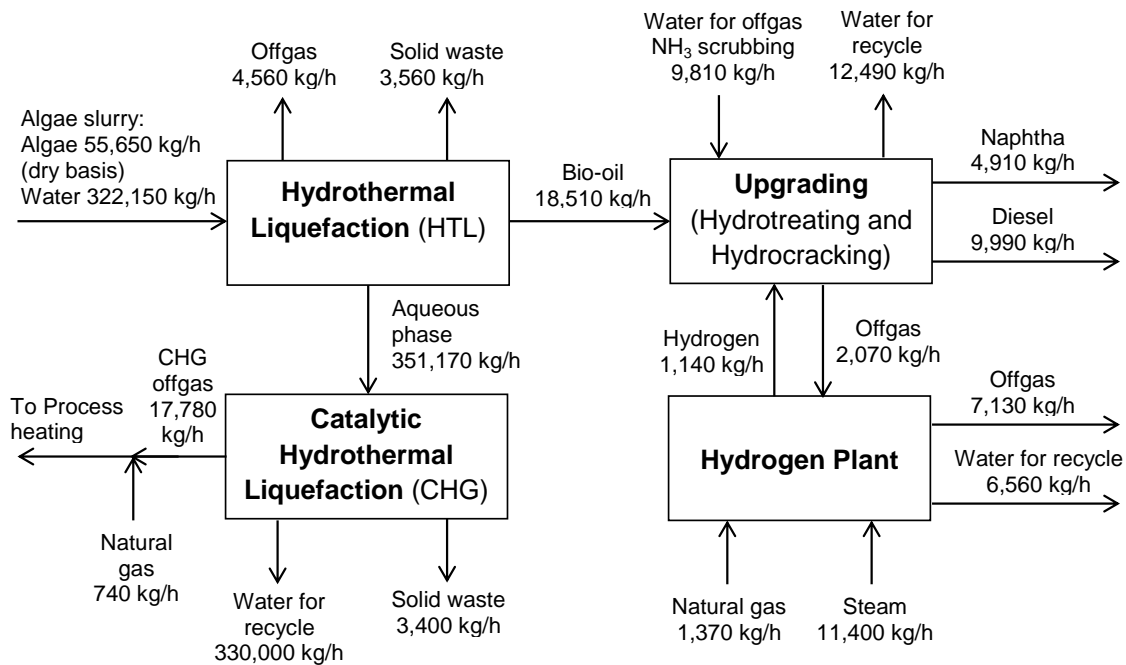 Offgas
4,560 kg/h
Solid waste
3,560 kg/h
Water for offgas
NH₃ scrubbing
9,810 kg/h
Water for
recycle
12,490 kg/h
Algae slurry:
Algae 55,650 kg/h
(dry basis)
Water 322,150 kg/h
Hydrothermal
Liquefaction (HTL)
Bio-oil
18,510 kg/h
Upgrading
(Hydrotreating and
Hydrocracking)
Naphtha
4,910 kg/h
Diesel
9,990 kg/h
Aqueous
phase
351,170 kg/h
Hydrogen
1,140 kg/h
Offgas
2,070 kg/h
To Process
heating
CHG
offgas
17,780
kg/h
Catalytic
Hydrothermal
Liquefaction (CHG)
Hydrogen Plant
Offgas
7,130 kg/h
Water for recycle
6,560 kg/h
Natural
gas
740 kg/h
Water for
recycle
330,000 kg/h
Solid waste
3,400 kg/h
Natural gas
1,370 kg/h
Steam
11,400 kg/h